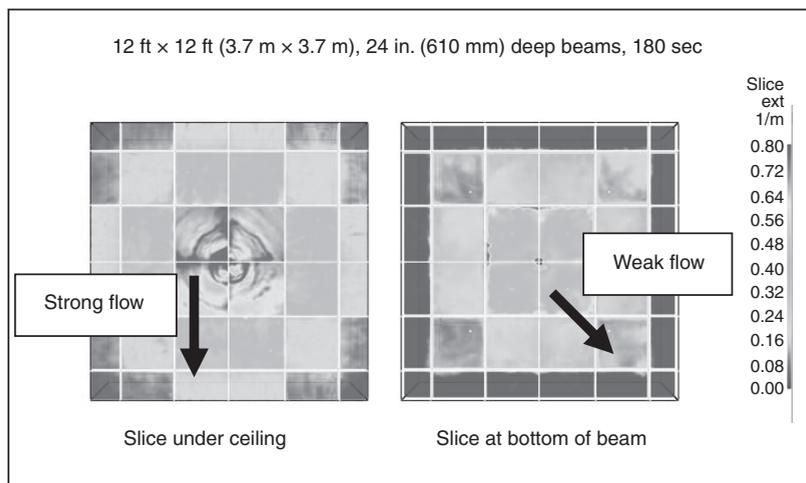 12 ft × 12 ft (3.7 m × 3.7 m), 24 in. (610 mm) deep beams, 180 sec
Slice
ext
1/m
0.80
0.72
0.64
0.56
0.48
0.40
0.32
0.24
0.16
0.08
0.00
Strong flow
Weak flow
Slice under ceiling
Slice at bottom of beam